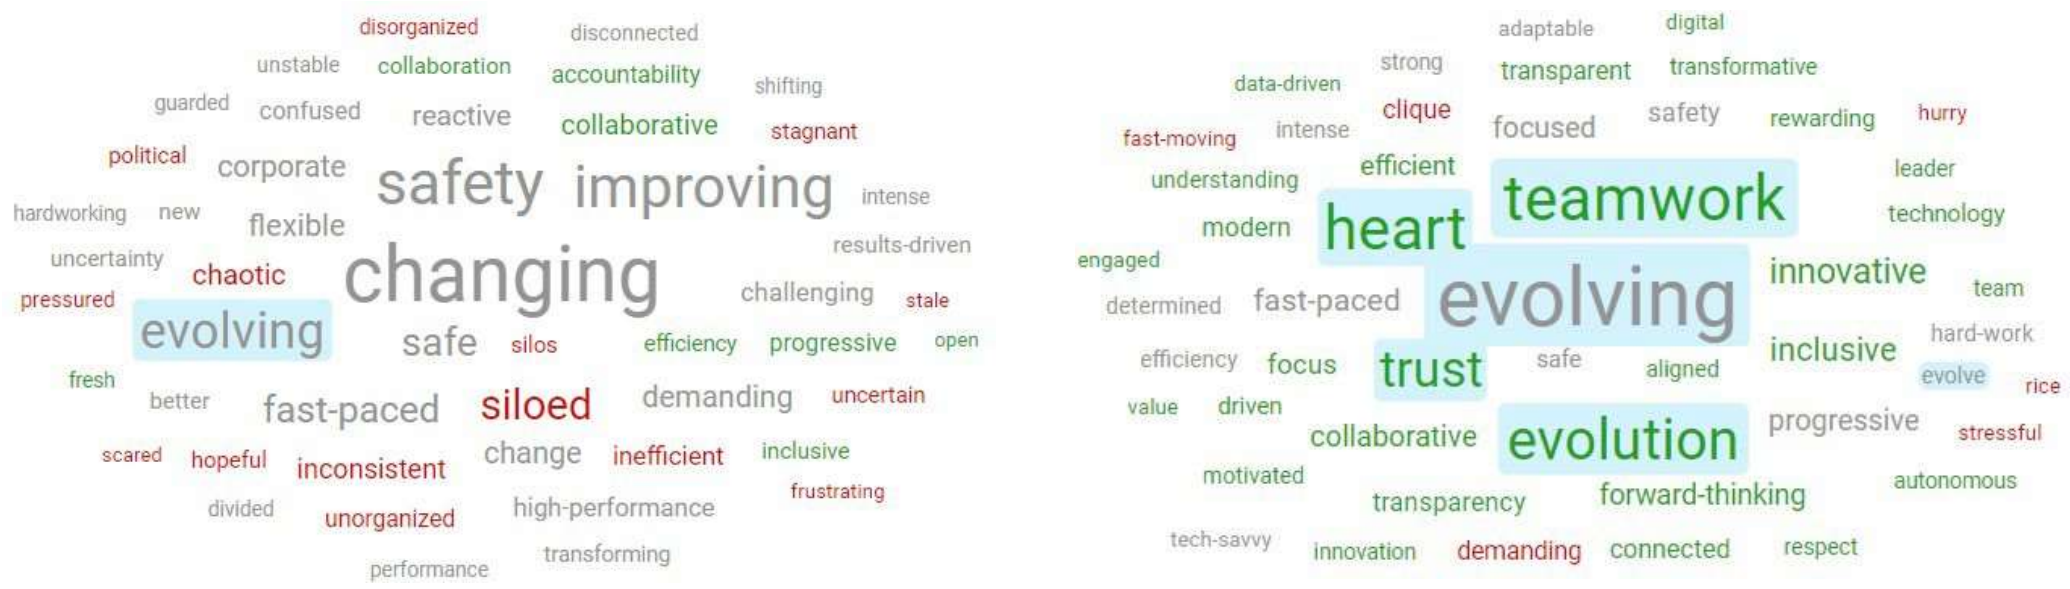 disorganized
disconnected
unstable
collaboration
accountability
shifting
guarded
confused
reactive
collaborative
stagnant
political
corporate
safety
improving
intense
hardworking
new
flexible
results-driven
uncertainty
chaotic
changing
challenging
stale
pressured
evolving
safe
silos
efficiency
progressive
open
fresh
better
fast-paced
siloed
demanding
uncertain
scared
hopeful
inconsistent
change
inefficient
inclusive
frustrating
divided
unorganized
high-performance
transforming
performance
adaptable
digital
strong
transparent
transformative
data-driven
clique
focused
safety
rewarding
hurry
fast-moving
intense
efficient
leader
understanding
heart
teamwork
technology
modern
engaged
determined
fast-paced
evolving
innovative
team
hard-work
efficiency
focus
trust
safe
aligned
inclusive
evolve
rice
value
driven
collaborative
evolution
progressive
stressful
motivated
transparency
forward-thinking
autonomous
tech-savvy
innovation
demanding
connected
respect